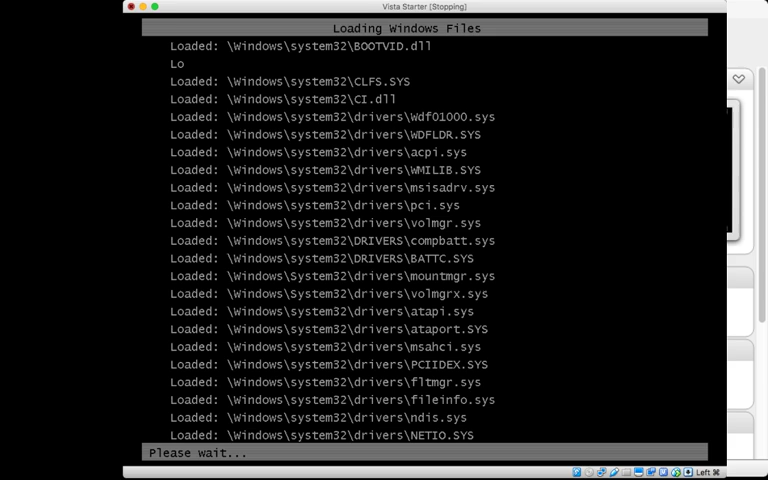 Vista Starter [Stopping]
Loading Windows Files
Loaded: \Windows\system32\BOOTVID.dll
Lo
Loaded: \Windows\system32\CLFS.SYS
Loaded: \Windows\system32\CI.dll
Loaded: \Windows\system32\drivers\Wdf01000.sys
Loaded: \Windows\system32\drivers\WDFLDR.SYS
Loaded: \Windows\system32\drivers\acpi.sys
Loaded: \Windows\system32\drivers\WMILIB.SYS
Loaded: \Windows\system32\drivers\msisadrv.sys
Loaded: \Windows\system32\drivers\pci.sys
Loaded: \Windows\system32\drivers\volmgr.sys
Loaded: \Windows\system32\DRIVERS\compbatt.sys
Loaded: \Windows\system32\DRIVERS\BATTC.SYS
Loaded: \Windows\system32\drivers\mountmgr.sys
Loaded: \Windows\system32\drivers\volmgrx.sys
Loaded: \Windows\system32\drivers\atapi.sys
Loaded: \Windows\system32\drivers\ataport.SYS
Loaded: \Windows\system32\drivers\msahci.sys
Loaded: \Windows\system32\drivers\PCIIDEX.SYS
Loaded: \Windows\system32\drivers\fltmgr.sys
Loaded: \Windows\system32\drivers\fileinfo.sys
Loaded: \Windows\system32\drivers\ndis.sys
Loaded: \Windows\system32\drivers\NETIO.SYS
Please wait...
Left ⌘